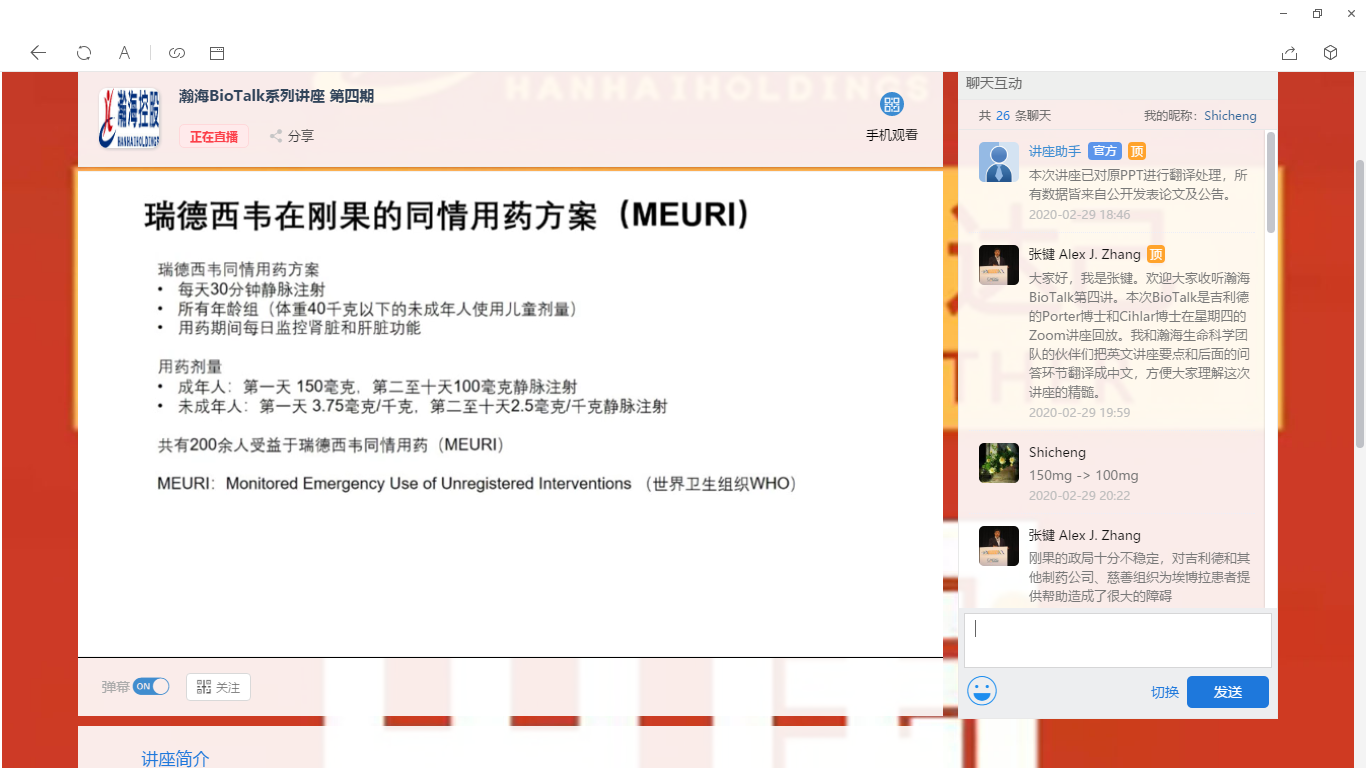 HANHAIHOLDINGS
瀚海控股
HANHAIHOLDINGS
瀚海BioTalk系列讲座 第四期
正在直播
分享
手机观看
瑞德西韦在刚果的同情用药方案（MEURI）
瑞德西韦同情用药方案
• 每天30分钟静脉注射
• 所有年龄组（体重40千克以下的未成年人使用儿童剂量）
• 用药期间每日监控肾脏和肝脏功能
用药剂量
• 成年人：第一天 150毫克，第二至十天100毫克静脉注射
• 未成年人：第一天 3.75毫克/千克，第二至十天2.5毫克/千克静脉注射
共有200余人受益于瑞德西韦同情用药（MEURI）
MEURI：Monitored Emergency Use of Unregistered Interventions （世界卫生组织WHO）
弹幕
ON
关注
讲座简介
聊天互动
共 26 条聊天
我的昵称： Shicheng
讲座助手 官方 顶
本次讲座已对原PPT进行翻译处理，所
有数据皆来自公开发表论文及公告。
2020-02-29 18:46
张键 Alex J. Zhang 顶
大家好，我是张键。欢迎大家收听瀚海
BioTalk第四讲。本次BioTalk是吉利德
的Porter博士和Cihlar博士在星期四的
Zoom讲座回放。我和瀚海生命科学团
队的伙伴们把英文讲座要点和后面的问
答环节翻译成中文，方便大家理解这次
讲座的精髓。
2020-02-29 19:59
Shicheng
150mg -> 100mg
2020-02-29 20:22
张键 Alex J. Zhang
刚果的政局十分不稳定，对吉利德和其
他制药公司、慈善组织为埃博拉患者提
供帮助造成了很大的障碍
切换
发送